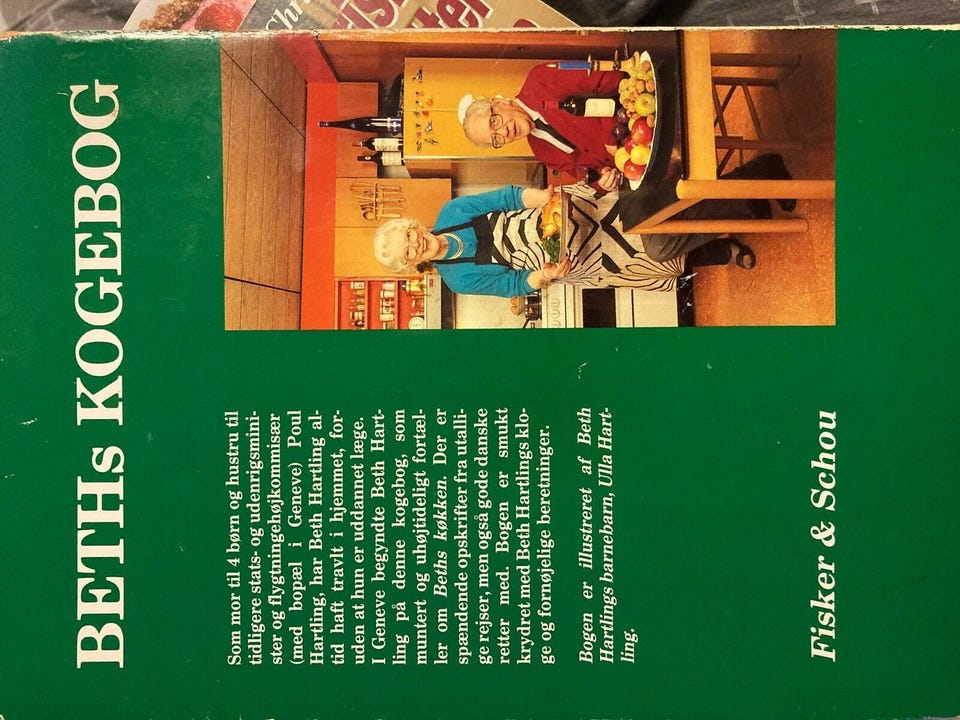 BETHs KOGEBOG
Som mor til 4 børn og hustru til
tidligere stats- og udenrigsmini-
ster og flygtningehøjkommisær
(med bopæl i Geneve) Poul
Hartling, har Beth Hartling al-
tid haft travlt i hjemmet, for-
uden at hun er uddannet læge.
I Geneve begyndte Beth Hart-
ling på denne kogebog, som
muntert og uhøjtideligt fortæl-
ler om Beths køkken. Der er
spændende opskrifter fra utalli-
ge rejser, men også gode danske
retter med. Bogen er smukt
krydret med Beth Hartlings klo-
ge og fornøjelige beretninger.
Bogen er illustreret af Beth
Hartlings barnebarn, Ulla Hart-
ling.
Fisker & Schou